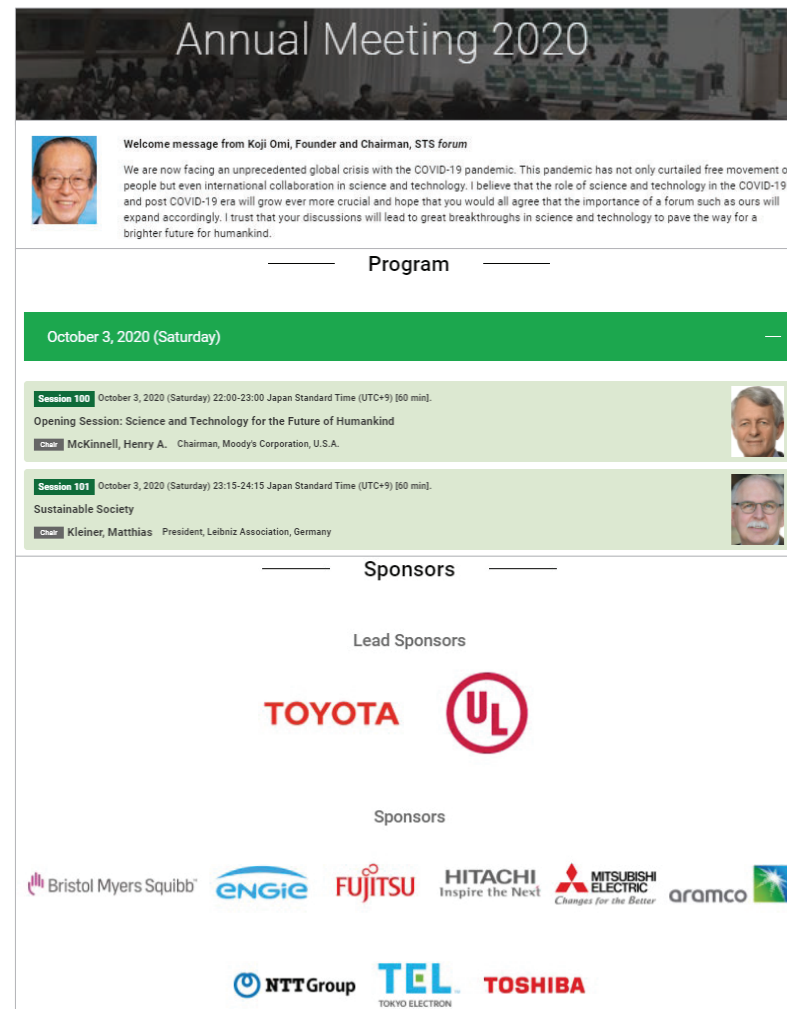 Annual Meeting 2020
Welcome message from Koji Omi, Founder and Chairman, STS forum
We are now facing an unprecedented global crisis with the COVID-19 pandemic. This pandemic has not only curtailed free movement o
people but even international collaboration in science and technology. I believe that the role of science and technology in the COVID-19
and post COVID-19 era will grow ever more crucial and hope that you would all agree that the importance of a forum such as ours will
expand accordingly. I trust that your discussions will lead to great breakthroughs in science and technology to pave the way for a
brighter future for humankind.
Program
October 3, 2020 (Saturday)
Session 100 October 3, 2020 (Saturday) 22:00-23:00 Japan Standard Time (UTC+9) [60 min].
Opening Session: Science and Technology for the Future of Humankind
Chair McKinnell, Henry A. Chairman, Moody's Corporation, U.S.A.
Session 101 October 3, 2020 (Saturday) 23:15-24:15 Japan Standard Time (UTC+9) [60 min].
Sustainable Society
Chair Kleiner, Matthias President, Leibniz Association, Germany
Sponsors
Lead Sponsors
TOYOTA UL
Sponsors
Bristol Myers Squibb ENGIE FUJITSU HITACHI MITSUBISHI
Inspire the Next ELECTRIC aramco
Changes for the Better
NTT Group TEL TOSHIBA
TOKYO ELECTRON